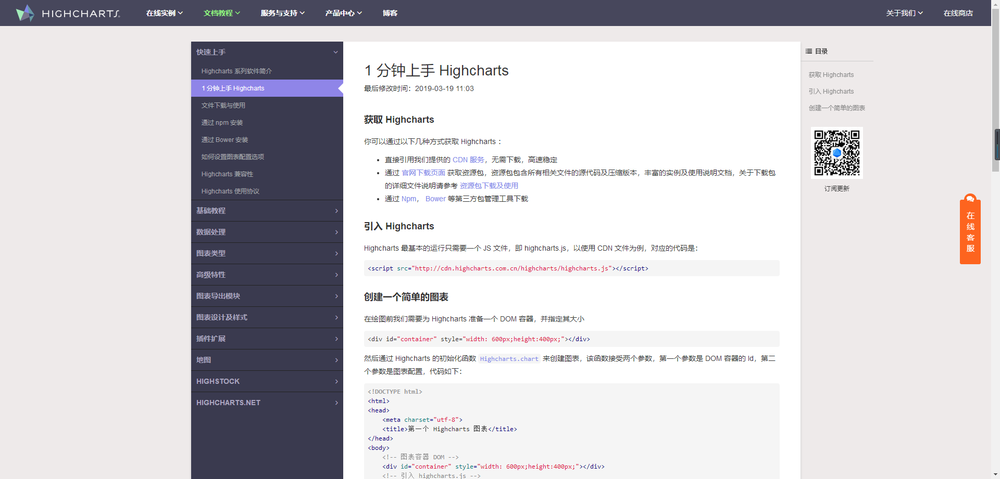 HIGHCHARTS 在线实例 文档教程 服务与支持 产品中心 博客 关于我们 在线商店
快速上手
Highcharts 系列软件简介
1 分钟上手 Highcharts
文件下载与使用
通过 npm 安装
通过 Bower 安装
如何设置图表配置选项
Highcharts 兼容性
Highcharts 使用协议
基础教程
数据处理
图表类型
高级特性
图表导出模块
图表设计及样式
插件扩展
地图
HIGHSTOCK
HIGHCHARTS.NET
1 分钟上手 Highcharts
最后修改时间：2019-03-19 11:03
获取 Highcharts
你可以通过以下几种方式获取 Highcharts：
直接引用我们提供的 CDN 服务，无需下载，高速稳定
通过 官网下载页面 获取资源包，资源包包含所有相关文件的源代码及压缩版本，丰富的实例及使用说明文档，关于下载包
的详细文件说明请参考 资源包下载及使用
通过 Npm， Bower 等第三方包管理工具下载
引入 Highcharts
Highcharts 最基本的运行只需要一个 JS 文件，即 highcharts.js，以使用 CDN 文件为例，对应的代码是：
<script src="http://cdn.highcharts.com.cn/highcharts/highcharts.js"></script>
创建一个简单的图表
在绘图前我们需要为 Highcharts 准备一个 DOM 容器，并指定其大小
<div id="container" style="width: 600px;height:400px;"></div>
然后通过 Highcharts 的初始化函数 Highcharts.chart 来创建图表，该函数接受两个参数，第一个参数是 DOM 容器的 Id，第二
个参数是图表配置，代码如下：
<!DOCTYPE html>
<html>
<head>
    <meta charset="utf-8">
    <title>第一个 Highcharts 图表</title>
</head>
<body>
    <!-- 图表容器 DOM -->
    <div id="container" style="width: 600px;height:400px;"></div>
    <!-- 引入 highcharts.js -->
目录
获取 Highcharts
引入 Highcharts
创建一个简单的图表
订阅更新
在
线
客
服